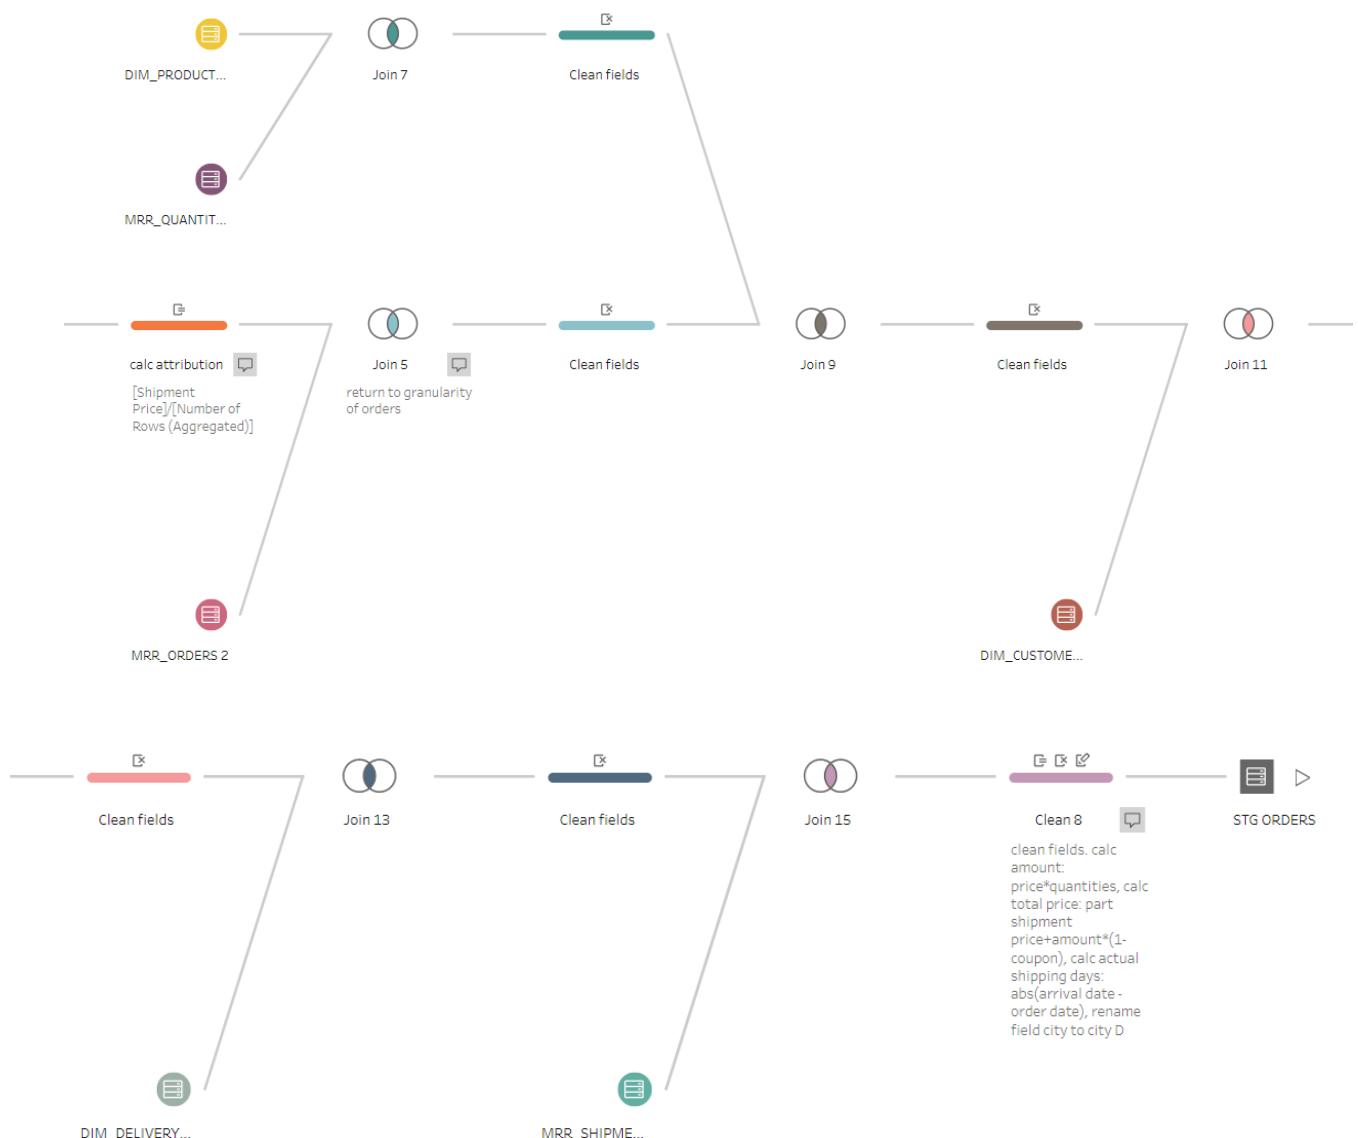 DIM_PRODUCT...
Join 7
Clean fields
MRR_QUANTIT...
calc attribution
[Shipment
Price]/[Number of
Rows (Aggregated)]
Join 5
return to granularity
of orders
Clean fields
Join 9
Clean fields
Join 11
MRR_ORDERS 2
DIM_CUSTOME...
Clean fields
Join 13
Clean fields
Join 15
Clean 8
clean fields. calc
amount:
price*quantities, calc
total price: part
shipment
price+amount*(1-
coupon), calc actual
shipping days:
abs(arrival date -
order date), rename
field city to city D
STG ORDERS
DIM_DELIVERY...
MRR_SHIPME...